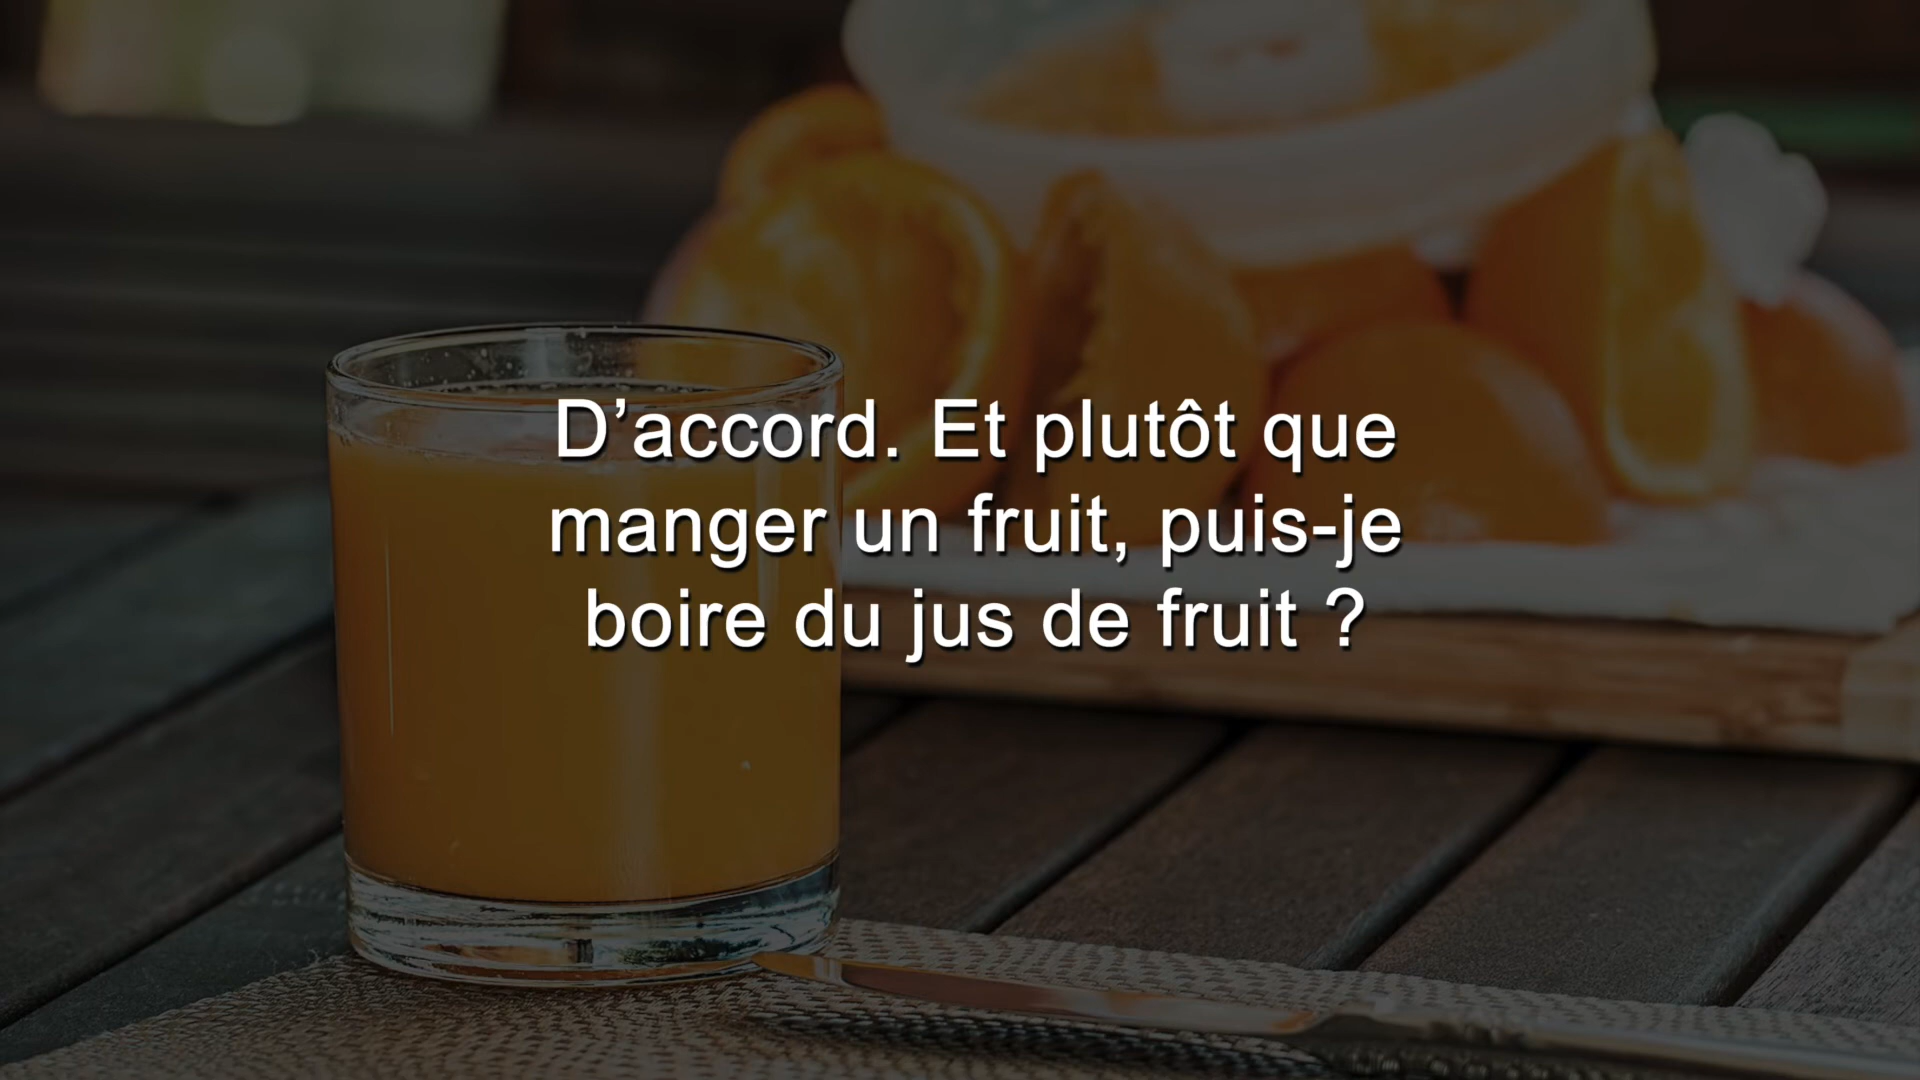 D’accord. Et plutôt que
manger un fruit, puis-je
boire du jus de fruit ?